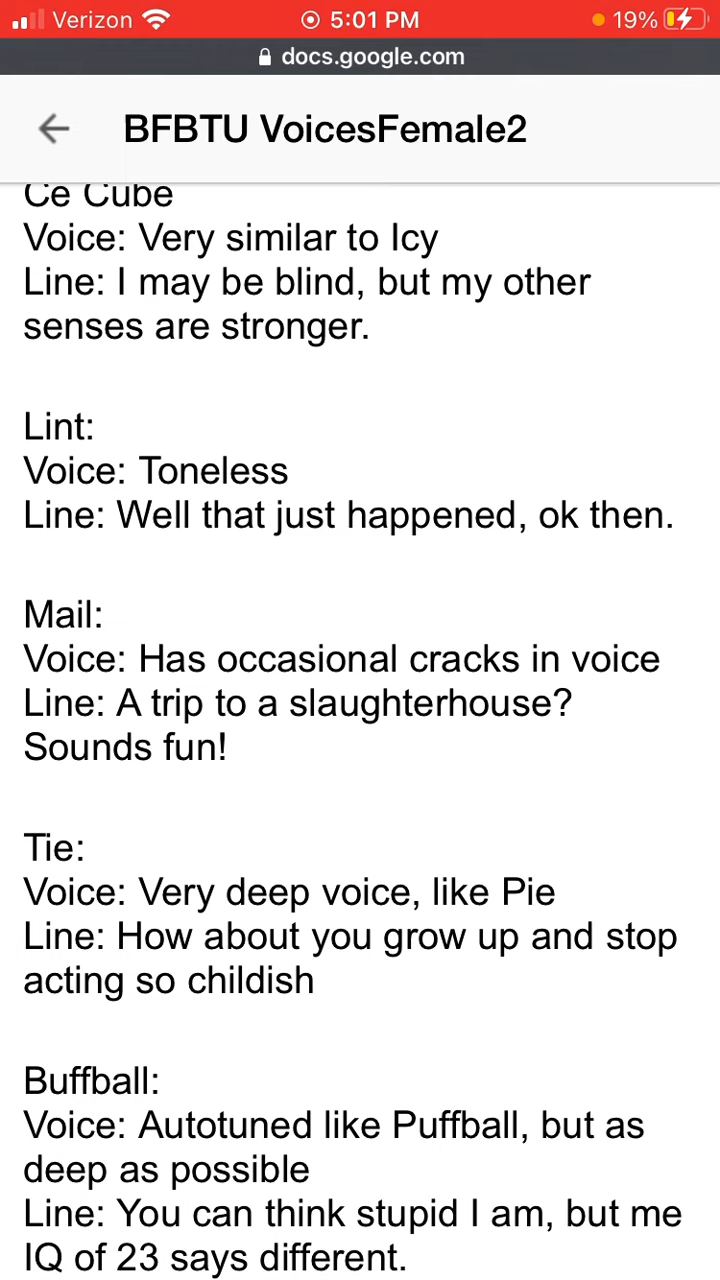 Verizon 5:01 PM 19%
docs.google.com
BFBTU VoicesFemale2
Ce Cube
Voice: Very similar to Icy
Line: I may be blind, but my other
senses are stronger.
Lint:
Voice: Toneless
Line: Well that just happened, ok then.
Mail:
Voice: Has occasional cracks in voice
Line: A trip to a slaughterhouse?
Sounds fun!
Tie:
Voice: Very deep voice, like Pie
Line: How about you grow up and stop
acting so childish
Buffball:
Voice: Autotuned like Puffball, but as
deep as possible
Line: You can think stupid I am, but me
IQ of 23 says different.